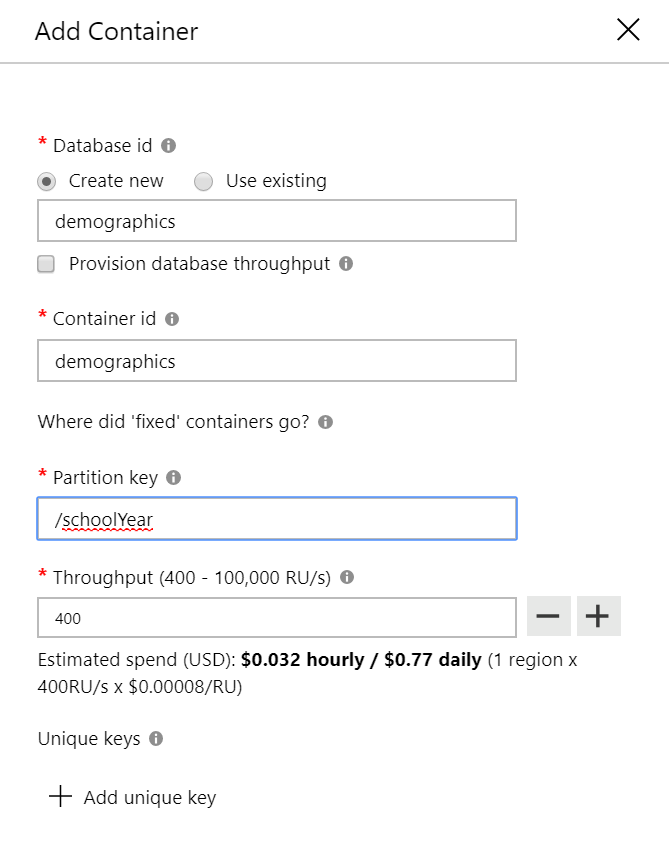 Add Container
* Database id
Create new Use existing
demographics
Provision database throughput
* Container id
demographics
Where did 'fixed' containers go?
* Partition key
/schoolYear
* Throughput (400 - 100,000 RU/s)
400
Estimated spend (USD): $0.032 hourly / $0.77 daily (1 region x
400RU/s x $0.00008/RU)
Unique keys
Add unique key